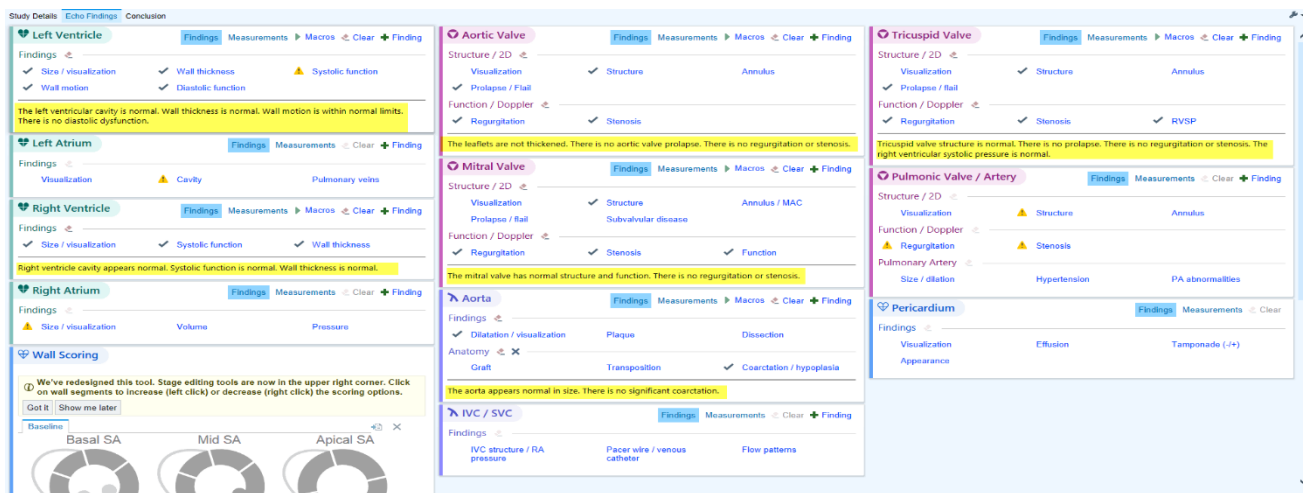 Study Details Echo Findings Conclusion
Left Ventricle
Findings Measurements Macros Clear Finding
Findings
Size / visualization Wall thickness Systolic function
Wall motion Diastolic function
The left ventricular cavity is normal. Wall thickness is normal. Wall motion is within normal limits.
There is no diastolic dysfunction.
Left Atrium
Findings Measurements Clear Finding
Findings
Visualization Cavity Pulmonary veins
Right Ventricle
Findings Measurements Macros Clear Finding
Findings
Size / visualization Systolic function Wall thickness
Right ventricle cavity appears normal. Systolic function is normal. Wall thickness is normal.
Right Atrium
Findings Measurements Clear Finding
Findings
Size / visualization Volume Pressure
Wall Scoring
We've redesigned this tool. Stage editing tools are now in the upper right corner. Click
on wall segments to increase (left click) or decrease (right click) the scoring options.
Got it Show me later
Baseline
Basal SA Mid SA Apical SA
Aortic Valve
Findings Measurements Macros Clear Finding
Structure / 2D
Visualization Structure Annulus
Prolapse / Flail
Function / Doppler
Regurgitation Stenosis
The leaflets are not thickened. There is no aortic valve prolapse. There is no regurgitation or stenosis.
Mitral Valve
Findings Measurements Macros Clear Finding
Structure / 2D
Visualization Structure Annulus / MAC
Prolapse / flail Subvalvular disease
Function / Doppler
Regurgitation Stenosis Function
The mitral valve has normal structure and function. There is no regurgitation or stenosis.
Aorta
Findings Measurements Macros Clear Finding
Findings
Dilatation / visualization Plaque Dissection
Anatomy
Graft Transposition Coarctation / hypoplasia
The aorta appears normal in size. There is no significant coarctation.
IVC / SVC
Findings Measurements Clear Finding
Findings
IVC structure / RA pressure Pacer wire / venous catheter Flow patterns
Tricuspid Valve
Findings Measurements Macros Clear Finding
Structure / 2D
Visualization Structure Annulus
Prolapse / flail
Function / Doppler
Regurgitation Stenosis RVSP
Tricuspid valve structure is normal. There is no prolapse. There is no regurgitation or stenosis. The
right ventricular systolic pressure is normal.
Pulmonic Valve / Artery
Findings Measurements Clear Finding
Structure / 2D
Visualization Structure Annulus
Function / Doppler
Regurgitation Stenosis
Pulmonary Artery
Size / dilation Hypertension PA abnormalities
Pericardium
Findings Measurements Clear
Findings
Visualization Effusion Tamponade (-/+)
Appearance